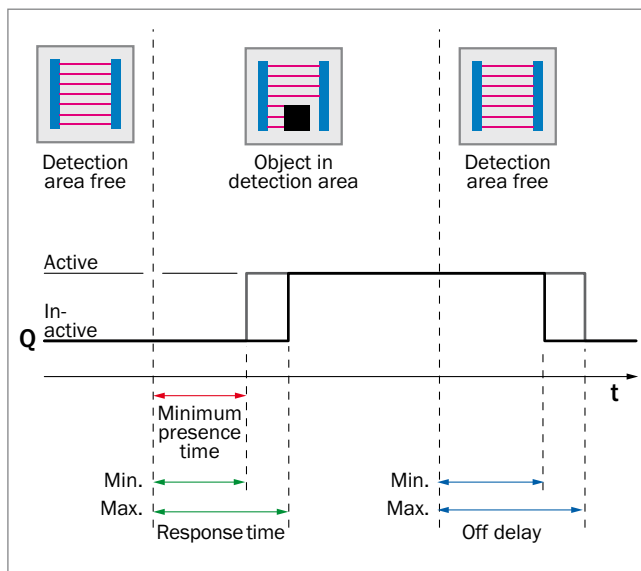 Detection
area free
Object in
detection area
Detection
area free
Active
In-
active
Q
t
Minimum
presence
time
Min.
Max.
Response time
Min.
Max.
Off delay